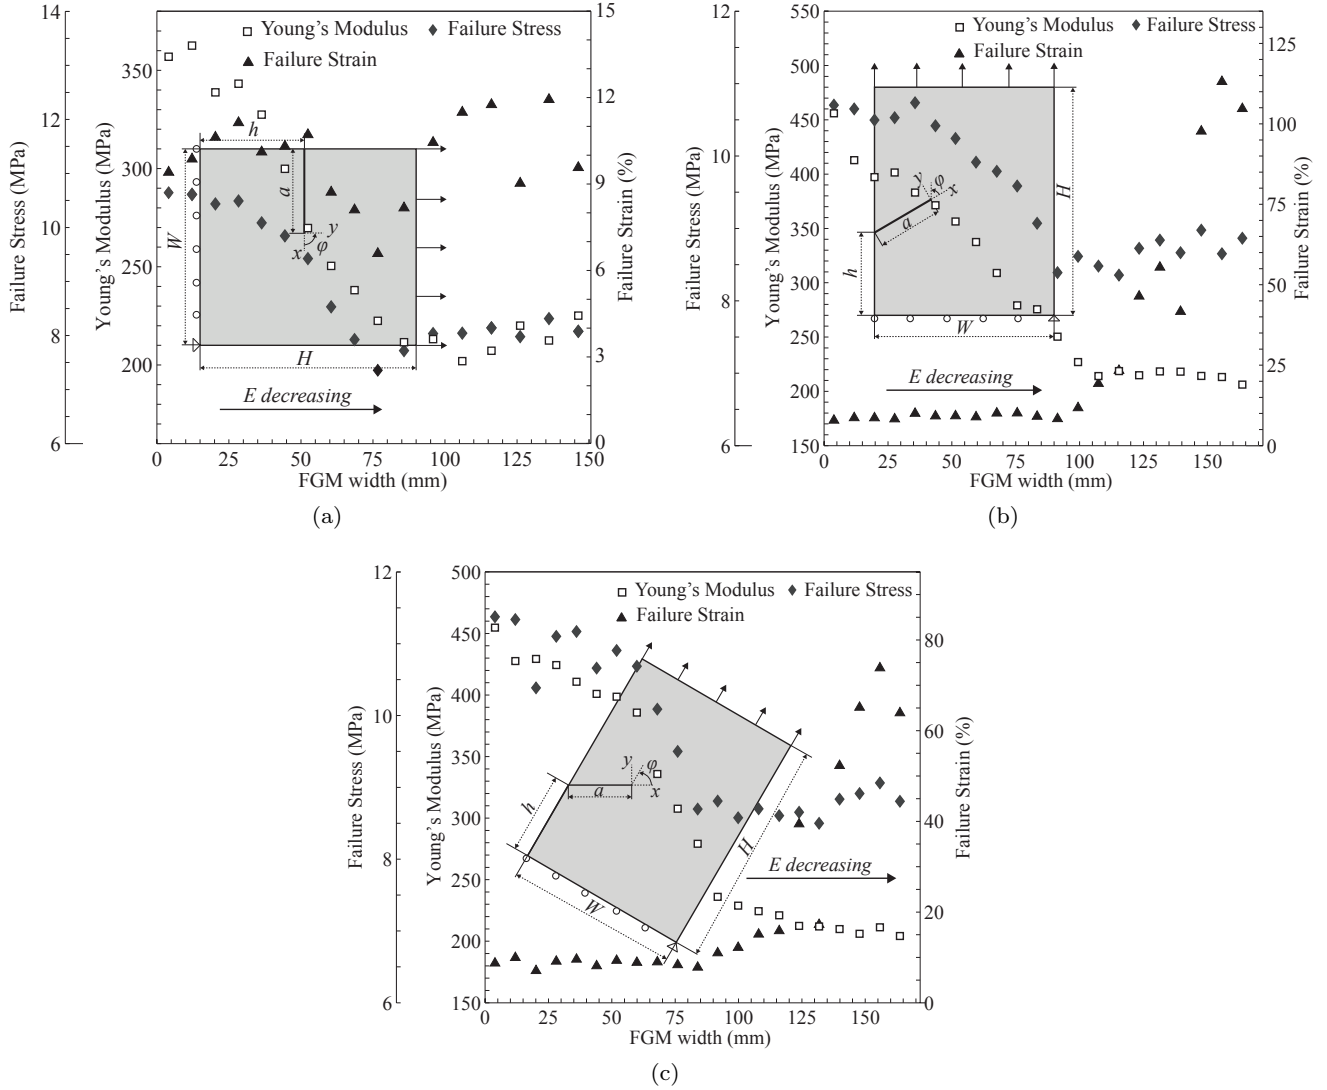 14
12
10
8
6
Failure Stress (MPa)
350
300
250
200
Young's Modulus (MPa)
15
12
9
6
3
0
Failure Strain (%)
Young's Modulus
Failure Stress
Failure Strain
h
a
W
y
x
φ
H
E decreasing
0 25 50 75 100 125 150
FGM width (mm)
(a)
12
10
8
6
Failure Stress (MPa)
550
500
450
400
350
300
250
200
150
Young's Modulus (MPa)
125
100
75
50
25
0
Failure Strain (%)
Young's Modulus
Failure Stress
Failure Strain
y
φ
x
a
h
H
W
E decreasing
0 25 50 75 100 125 150
FGM width (mm)
(b)
12
10
8
6
Failure Stress (MPa)
500
450
400
350
300
250
200
150
Young's Modulus (MPa)
80
60
40
20
0
Failure Strain (%)
Young's Modulus
Failure Stress
Failure Strain
y
φ
x
a
h
H
W
E decreasing
0 25 50 75 100 125 150
FGM width (mm)
(c)